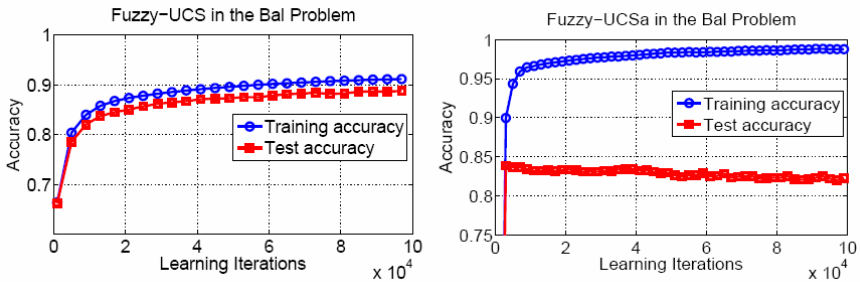 Fuzzy−UCS in the Bal Problem
Accuracy
1
0.9
0.8
0.7
Training accuracy
Test accuracy
0 2 4 6 8 10
Learning Iterations
x 10^4
Fuzzy−UCSa in the Bal Problem
Accuracy
1
0.95
0.9
0.85
0.8
0.75
Training accuracy
Test accuracy
0 2 4 6 8 10
Learning Iterations
x 10^4